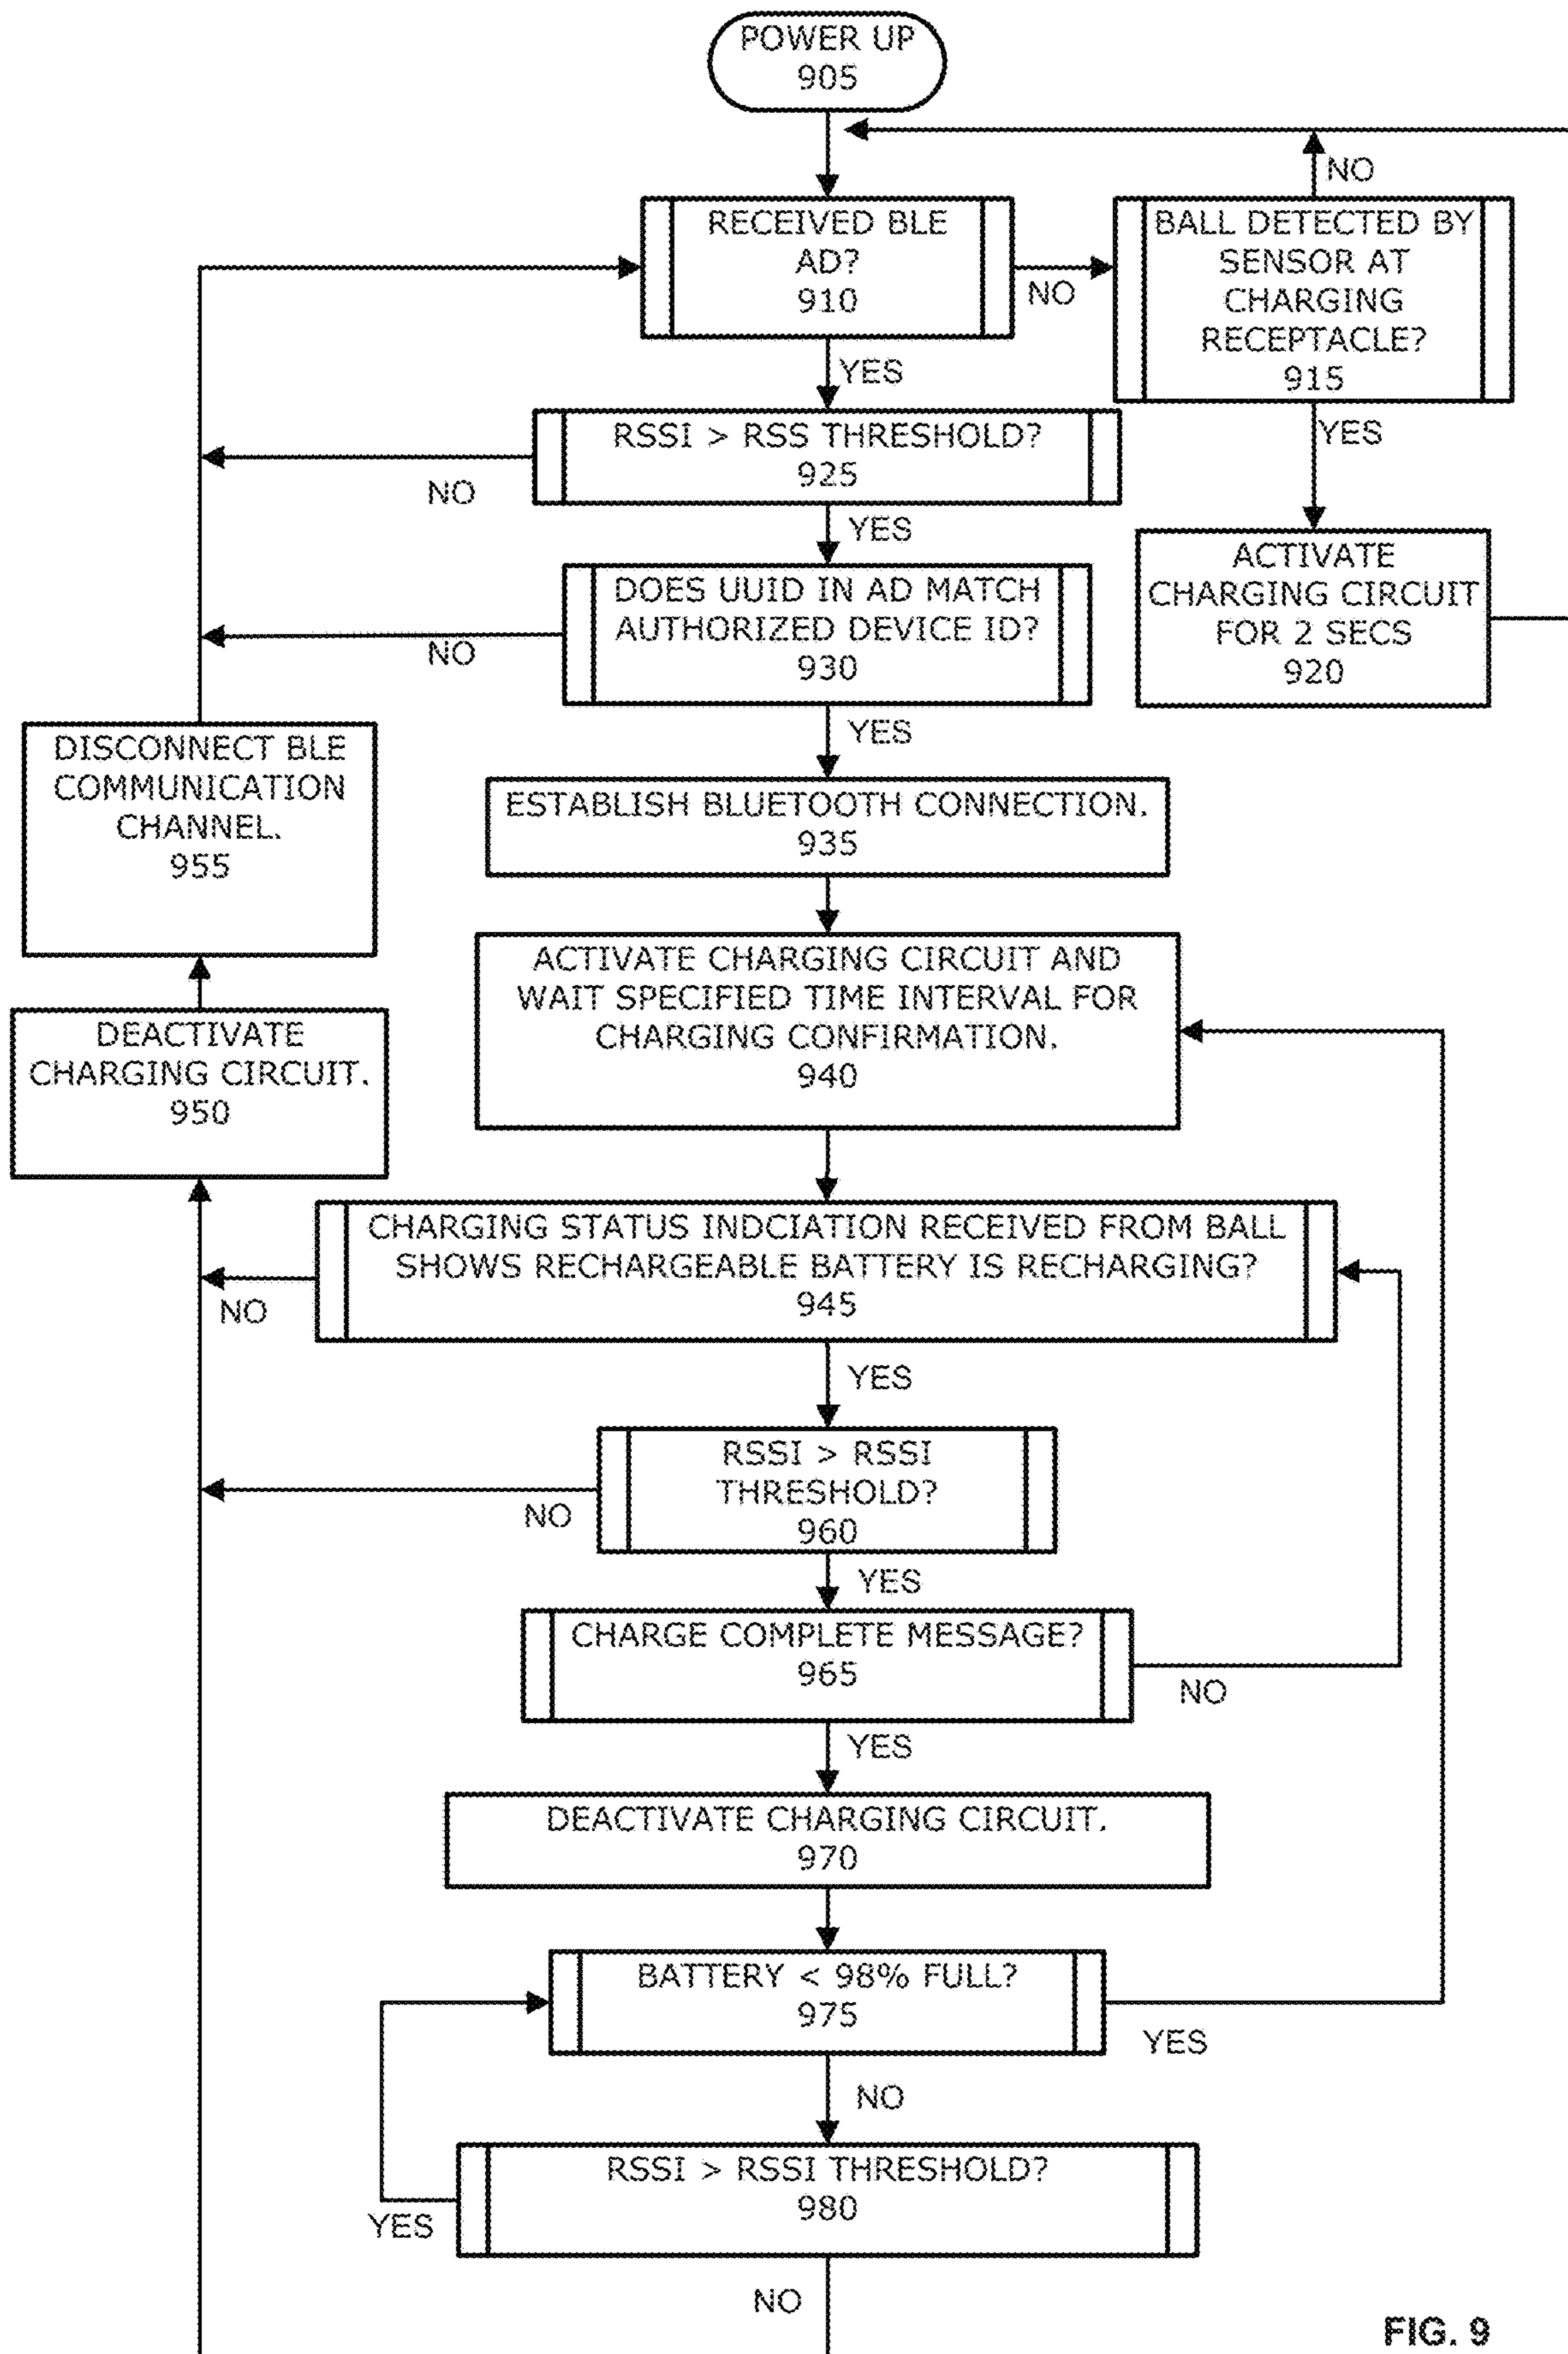 POWER UP
905
NO
RECEIVED BLE
AD?
910
NO
BALL DETECTED BY
SENSOR AT
CHARGING
RECEPTACLE?
915
YES
YES
RSSI > RSS THRESHOLD?
925
NO
YES
ACTIVATE
CHARGING CIRCUIT
FOR 2 SECS
920
DOES UUID IN AD MATCH
AUTHORIZED DEVICE ID?
930
NO
YES
DISCONNECT BLE
COMMUNICATION
CHANNEL.
955
ESTABLISH BLUETOOTH CONNECTION.
935
ACTIVATE CHARGING CIRCUIT AND
WAIT SPECIFIED TIME INTERVAL FOR
CHARGING CONFIRMATION.
940
DEACTIVATE
CHARGING CIRCUIT.
950
CHARGING STATUS INDCIATION RECEIVED FROM BALL
SHOWS RECHARGEABLE BATTERY IS RECHARGING?
945
NO
YES
RSSI > RSSI
THRESHOLD?
960
NO
YES
CHARGE COMPLETE MESSAGE?
965
NO
YES
DEACTIVATE CHARGING CIRCUIT.
970
BATTERY < 98% FULL?
975
YES
NO
RSSI > RSSI THRESHOLD?
980
YES
NO
FIG. 9